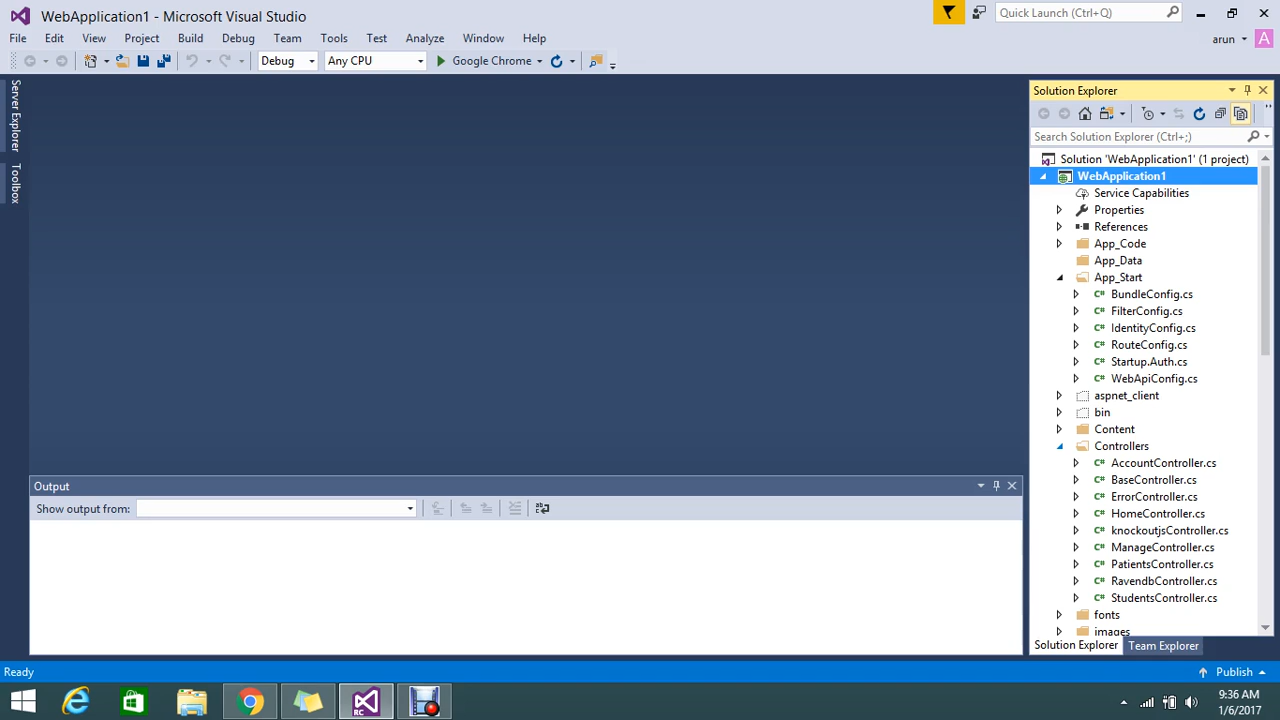 WebApplication1 - Microsoft Visual Studio
Quick Launch (Ctrl+Q)
File Edit View Project Build Debug Team Tools Test Analyze Window Help
arun A
Debug Any CPU Google Chrome
Server Explorer
Toolbox
Solution Explorer
Search Solution Explorer (Ctrl+;)
Solution 'WebApplication1' (1 project)
WebApplication1
Service Capabilities
Properties
References
App_Code
App_Data
App_Start
C# BundleConfig.cs
C# FilterConfig.cs
C# IdentityConfig.cs
C# RouteConfig.cs
C# Startup.Auth.cs
C# WebApiConfig.cs
aspnet_client
bin
Content
Controllers
C# AccountController.cs
C# BaseController.cs
C# ErrorController.cs
C# HomeController.cs
C# knockoutjsController.cs
C# ManageController.cs
C# PatientsController.cs
C# RavendbController.cs
C# StudentsController.cs
fonts
images
Solution Explorer Team Explorer
Output
Show output from:
Ready
Publish
RC
9:36 AM
1/6/2017